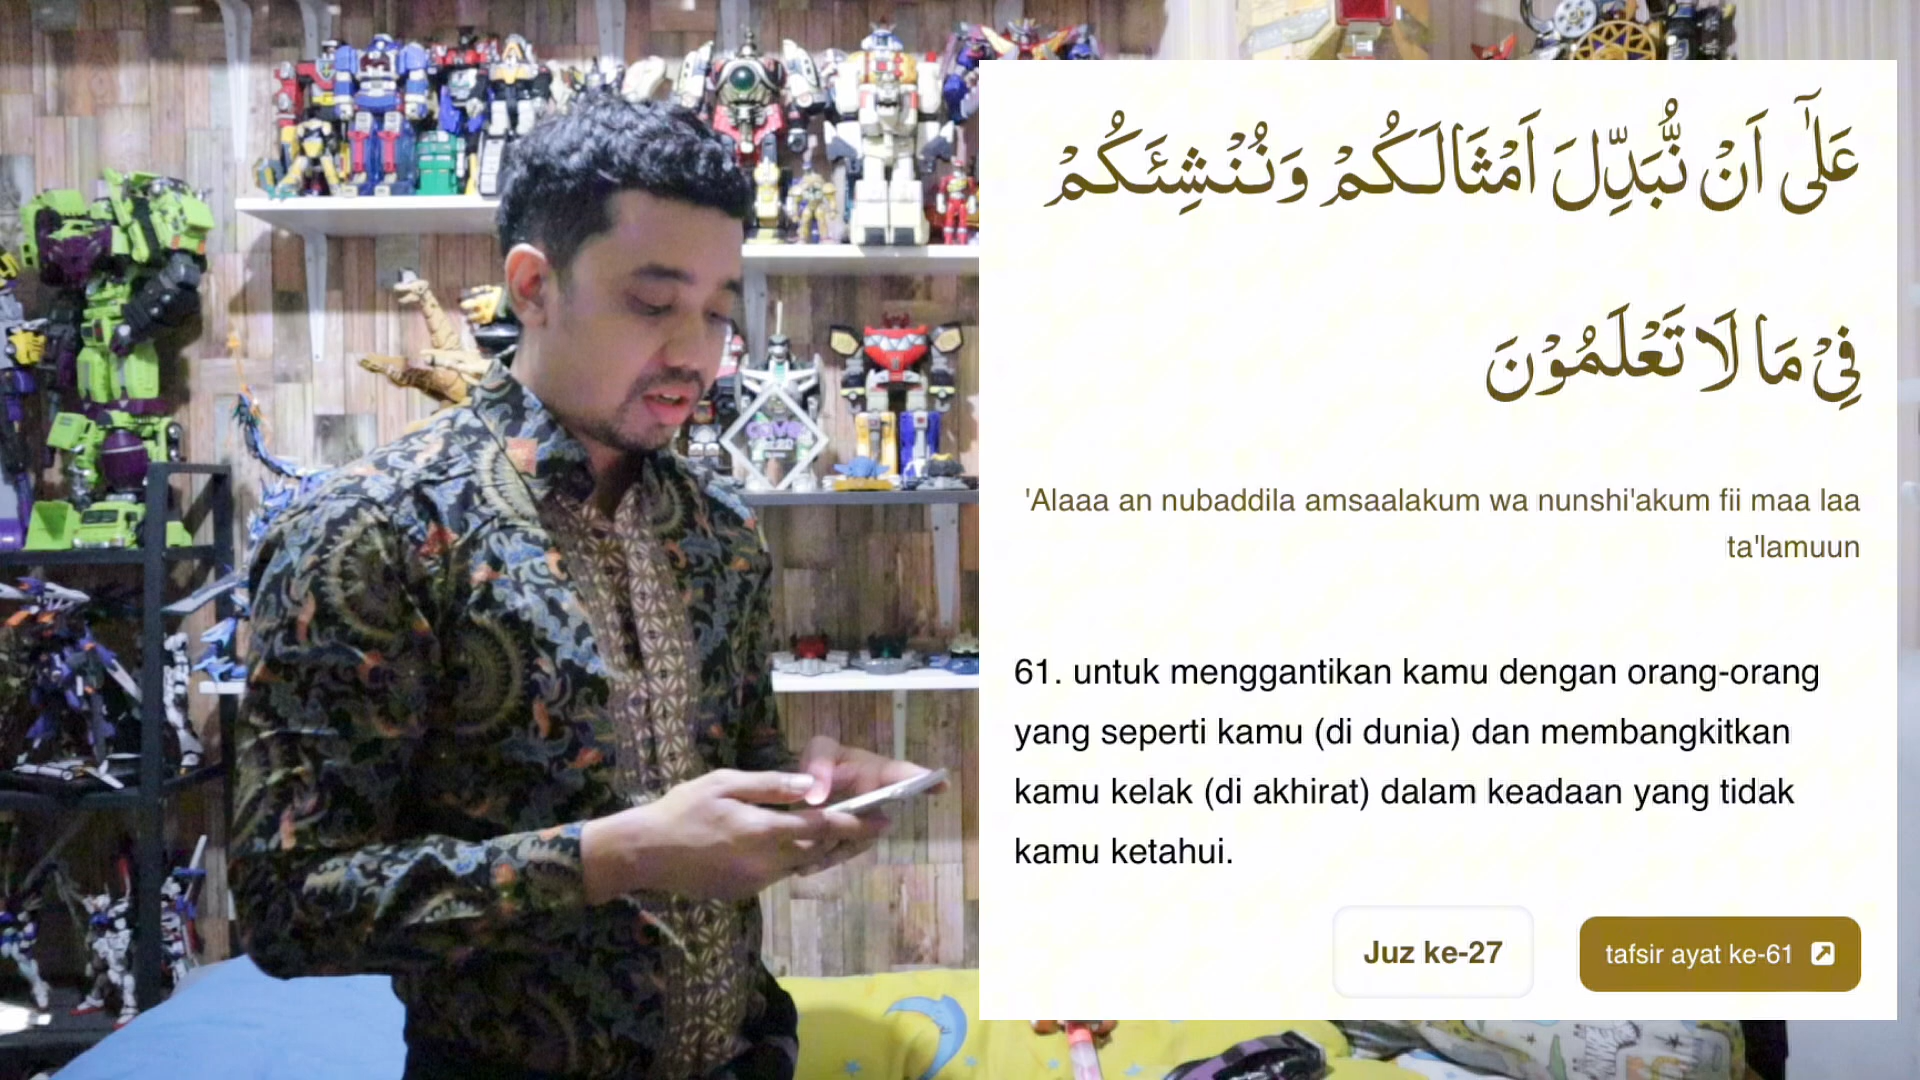 عَلٰٓى اَنْ نُّبَدِّلَ اَمْثَالَكُمْ وَنُنْشِئَكُمْ
فِيْ مَا لَا تَعْلَمُوْنَ
'Alaaa an nubaddila amsaalakum wa nunshi'akum fii maa laa
ta'lamuun
61. untuk menggantikan kamu dengan orang-orang
yang seperti kamu (di dunia) dan membangkitkan
kamu kelak (di akhirat) dalam keadaan yang tidak
kamu ketahui.
Juz ke-27
tafsir ayat ke-61